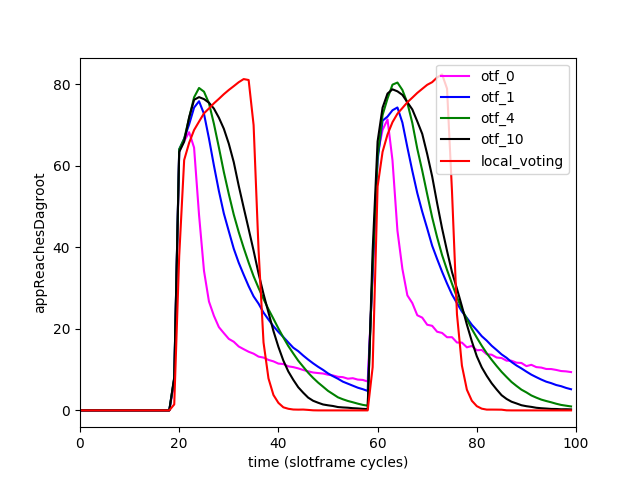 otf_0
otf_1
otf_4
otf_10
local_voting
appReachesDagroot
80
60
40
20
0
0 20 40 60 80 100
time (slotframe cycles)